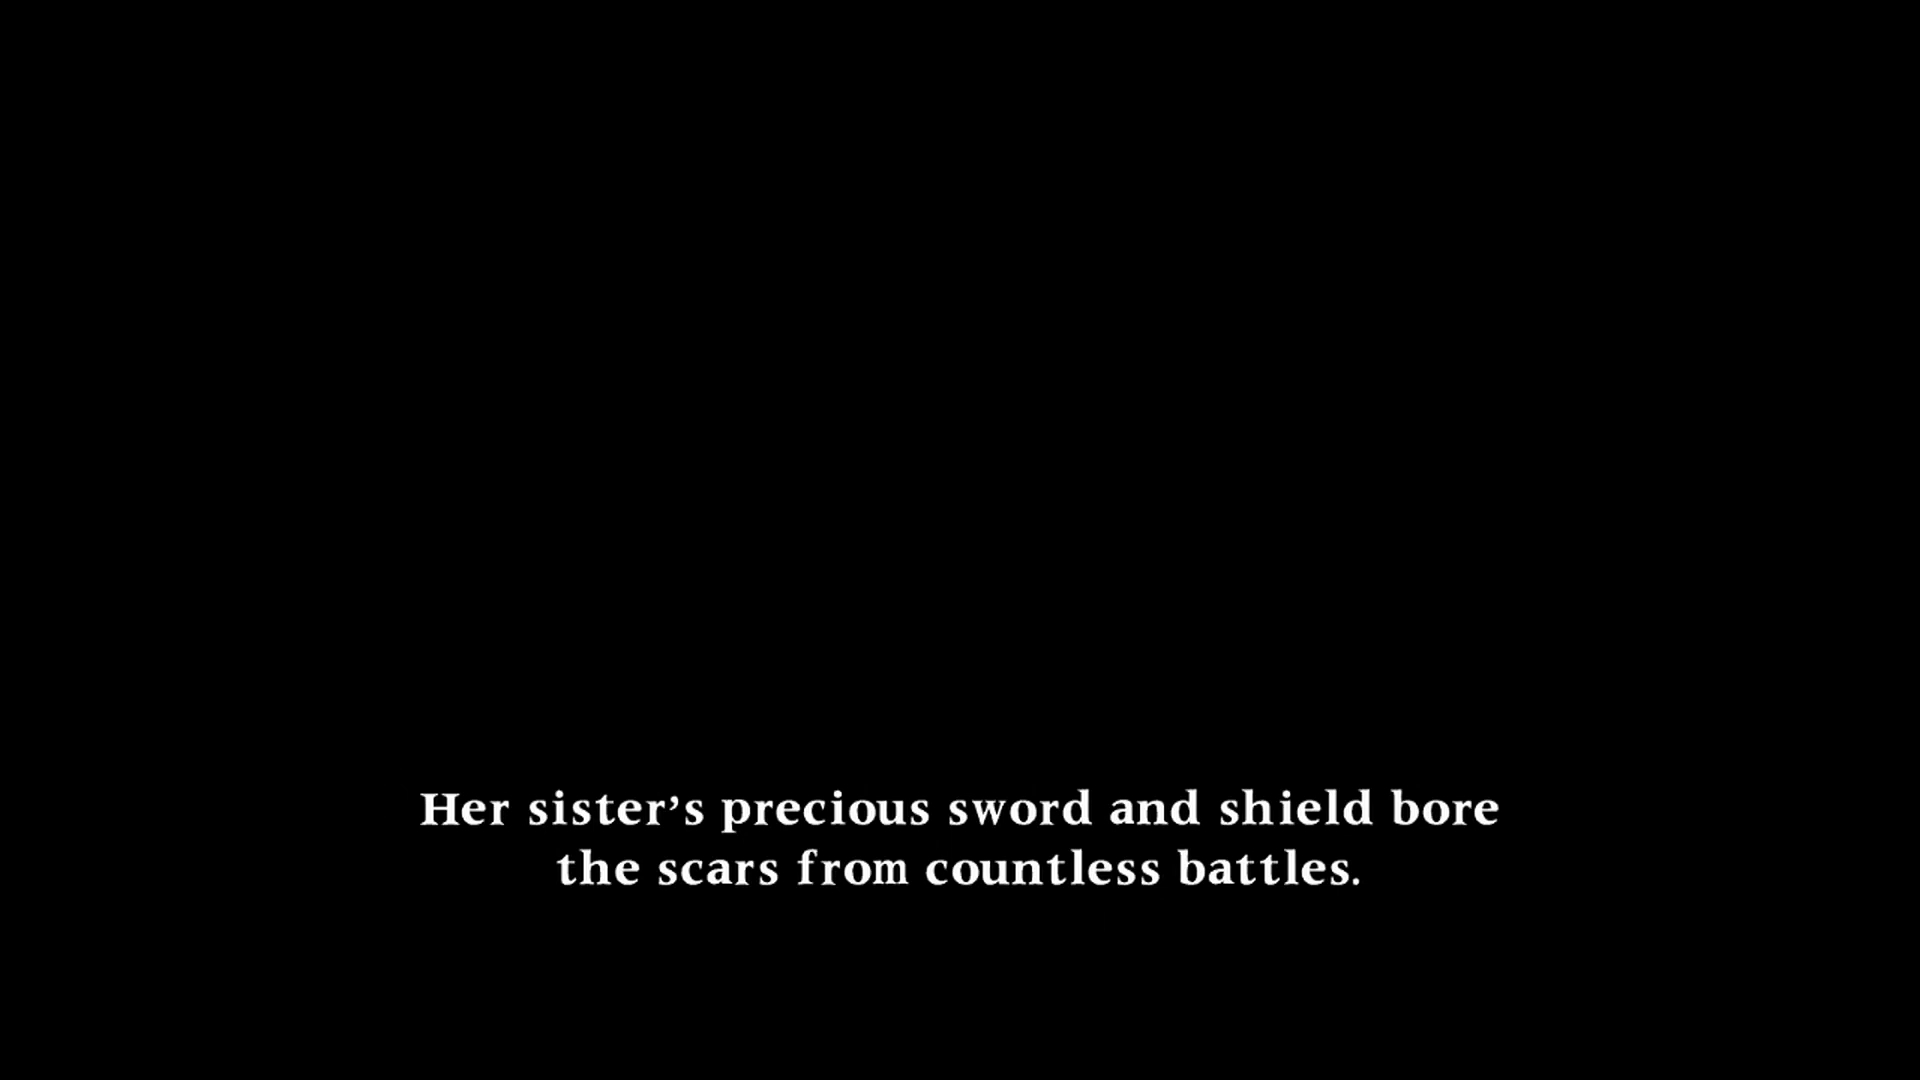 Her sister’s precious sword and shield bore
the scars from countless battles.